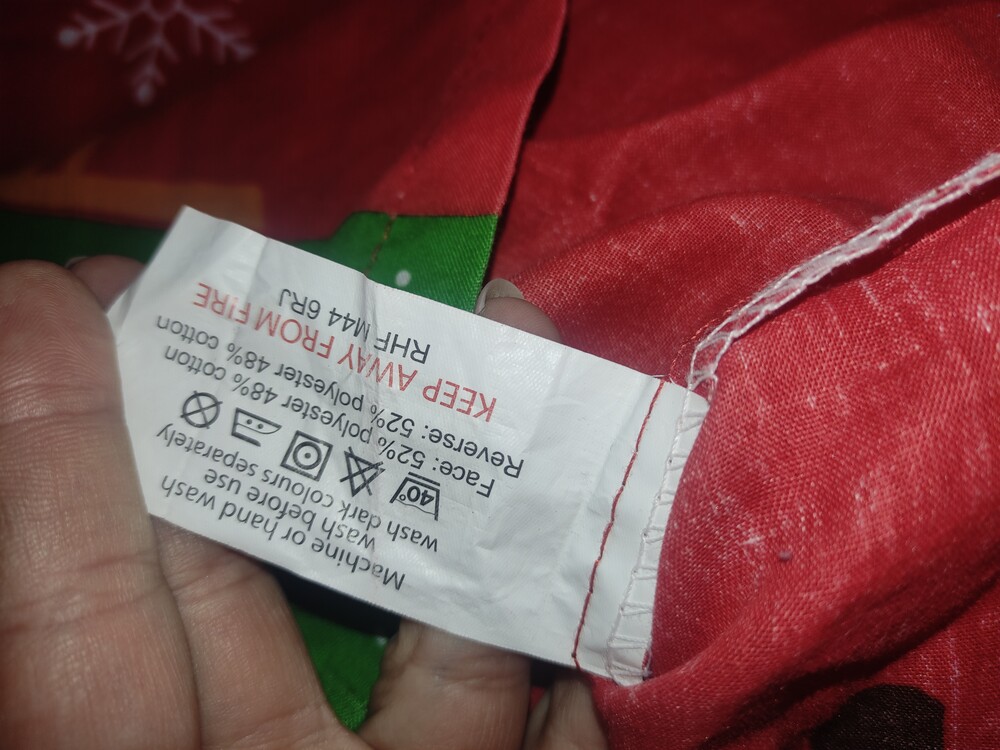 Machine or hand wash
wash before use
wash dark colours separately
40°
Face: 52% polyester 48% cotton
Reverse: 52% polyester 48% cotton
KEEP AWAY FROM FIRE
RHF M44 6RJ